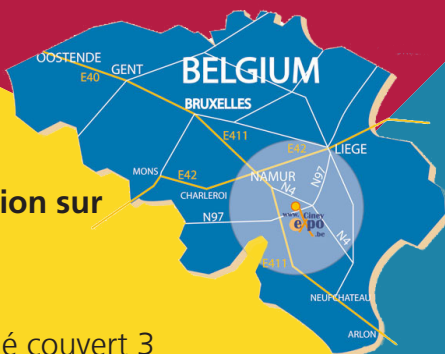 OOSTENDE
GENT
E40
BELGIUM
BRUXELLES
E411
E42
LIEGE
MONS
E42
NAMUR
N4
N97
CHARLEROI
ion sur
www. Ciney
expo
.be
N97
N4
E411
NEUFCHATEAU
ARLON
é couvert 3